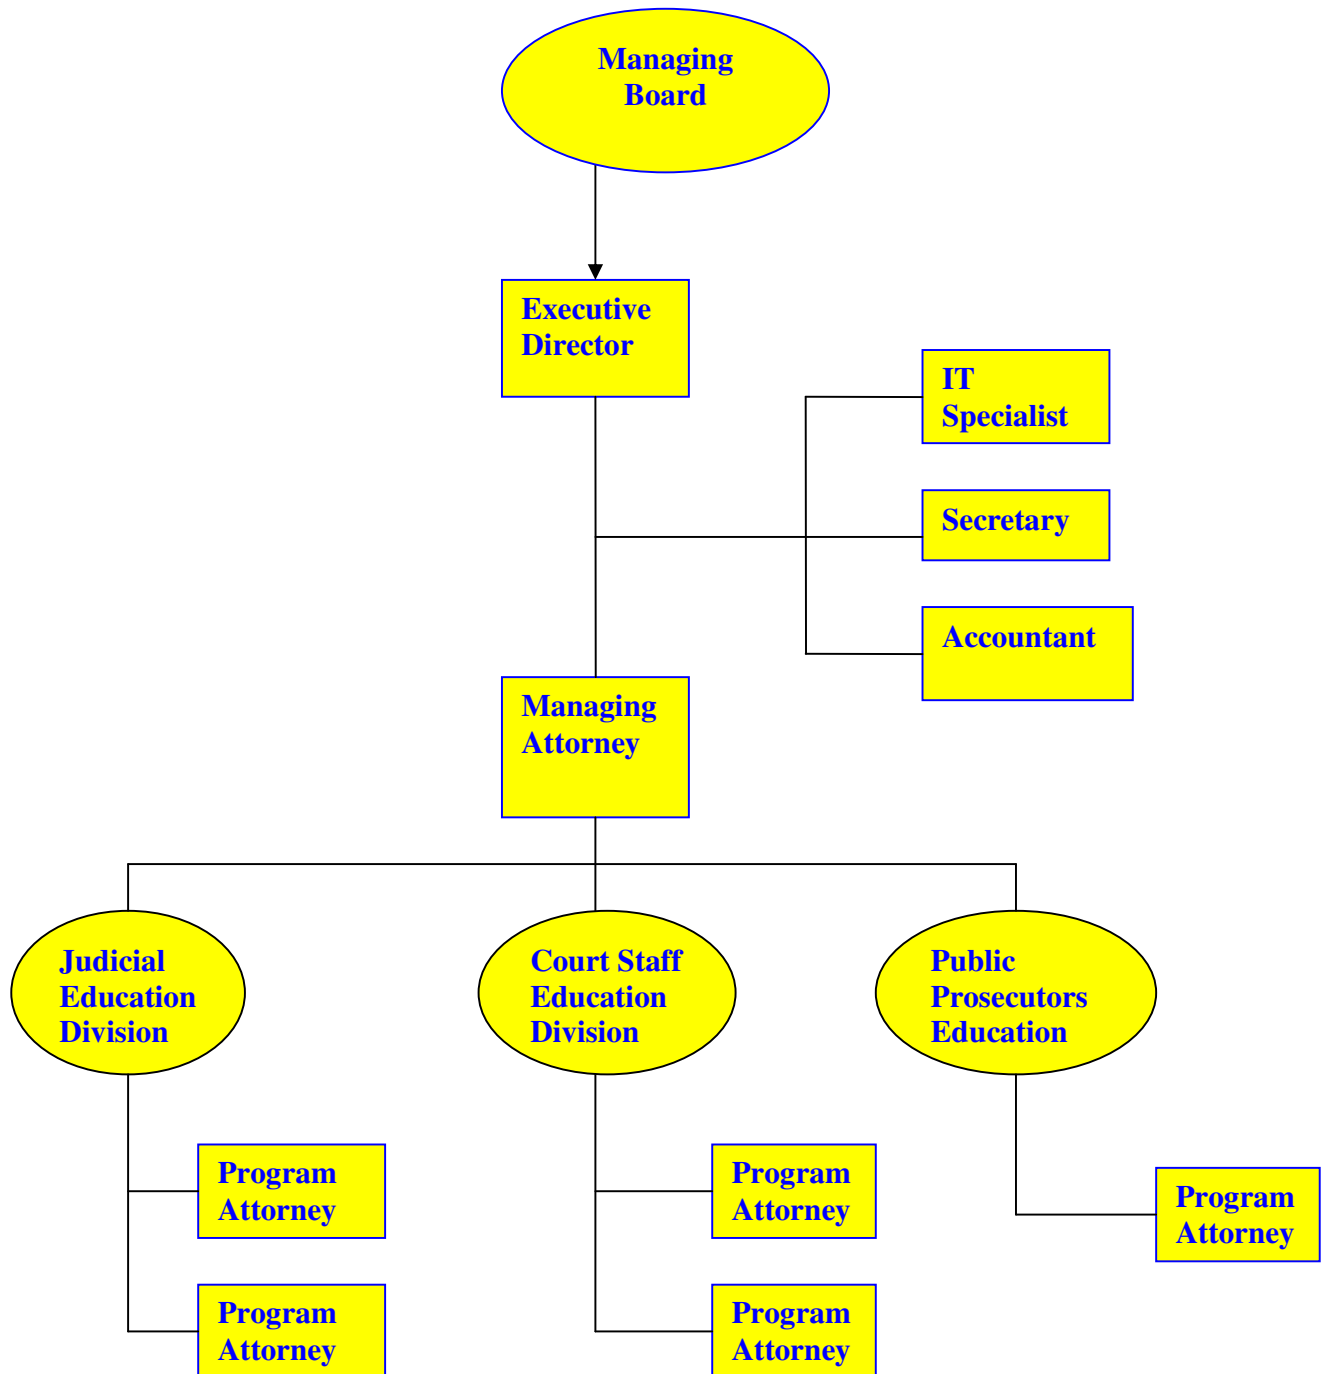 Managing
Board
Executive
Director
IT
Specialist
Secretary
Accountant
Managing
Attorney
Judicial
Education
Division
Court Staff
Education
Division
Public
Prosecutors
Education
Program
Attorney
Program
Attorney
Program
Attorney
Program
Attorney
Program
Attorney